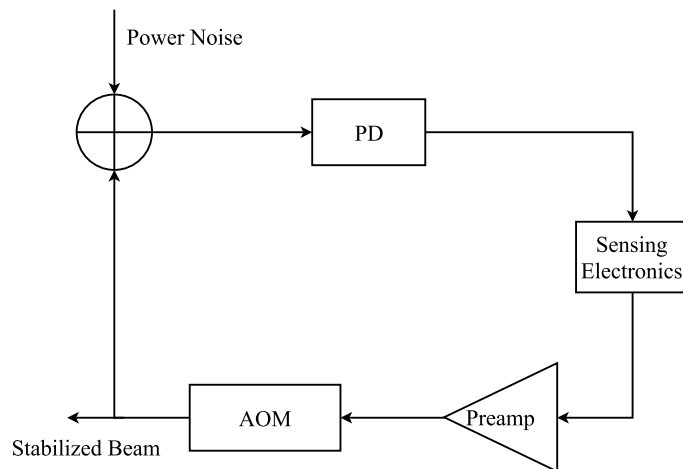 Power Noise
PD
Sensing
Electronics
Preamp
AOM
Stabilized Beam